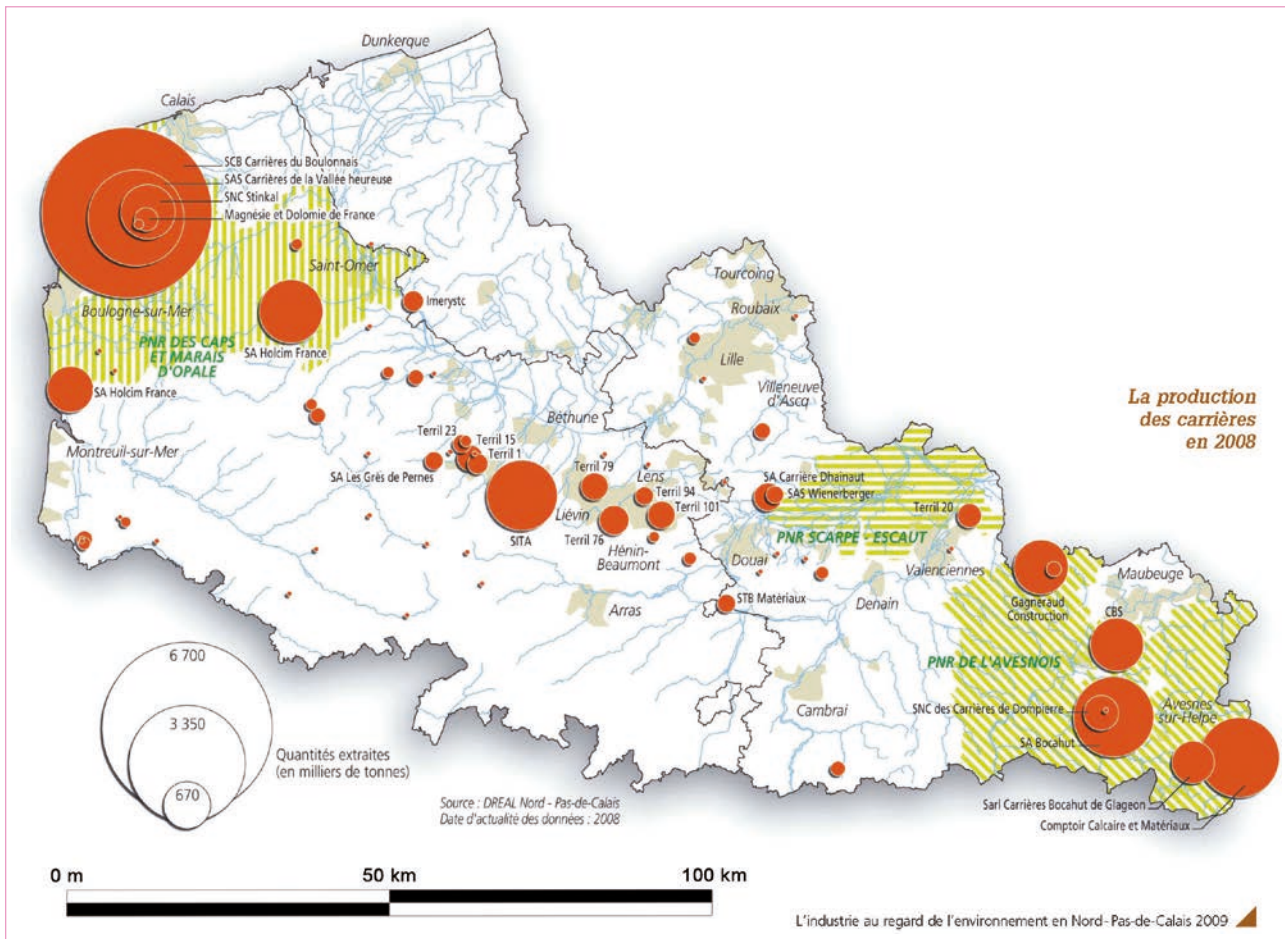 Dunkerque
Calais
SCB Carrières du Boulonnais
SAS Carrières de la Vallée heureuse
SNC Stinkal
Magnésie et Dolomie de France
Saint-Omer
Tourcoing
Roubaix
Imerystc
Boulogne-sur-Mer
PNR DES CAPS
ET MARAIS
D'OPALE
SA Holcim France
Lille
SA Holcim France
Villeneuve
d'Ascq
La production
des carrières
en 2008
Béthune
Montreuil-sur-Mer
Terril 23
Terril 15
Terril 1
SA Les Grès de Pernes
Terril 79
Lens
Terril 94
Terril 101
SA Carrière Dhainaut
SAS Wienerberger
Terril 20
Liévin
SITA
Terril 76
Hénin-
Beaumont
Douai
PNR SCARPE - ESCAUT
Valenciennes
Maubeuge
Gagneraud
Construction
CBS
Arras
STB Matériaux
Denain
PNR DE L'AVESNOIS
Cambrai
SNC des Carrières de Dompierre
Avesnes
sur-Helpe
SA Bocahut
Sarl Carrières Bocahut de Glageon
Comptoir Calcaire et Matériaux
6 700
3 350
670
Quantités extraites
(en milliers de tonnes)
Source : DREAL Nord - Pas-de-Calais
Date d'actualité des données : 2008
0 m
50 km
100 km
L'industrie au regard de l'environnement en Nord-Pas-de-Calais 2009